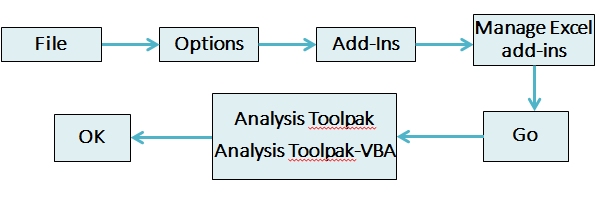 File
Options
Add-Ins
Manage Excel
add-ins
Go
Analysis Toolpak
Analysis Toolpak-VBA
OK